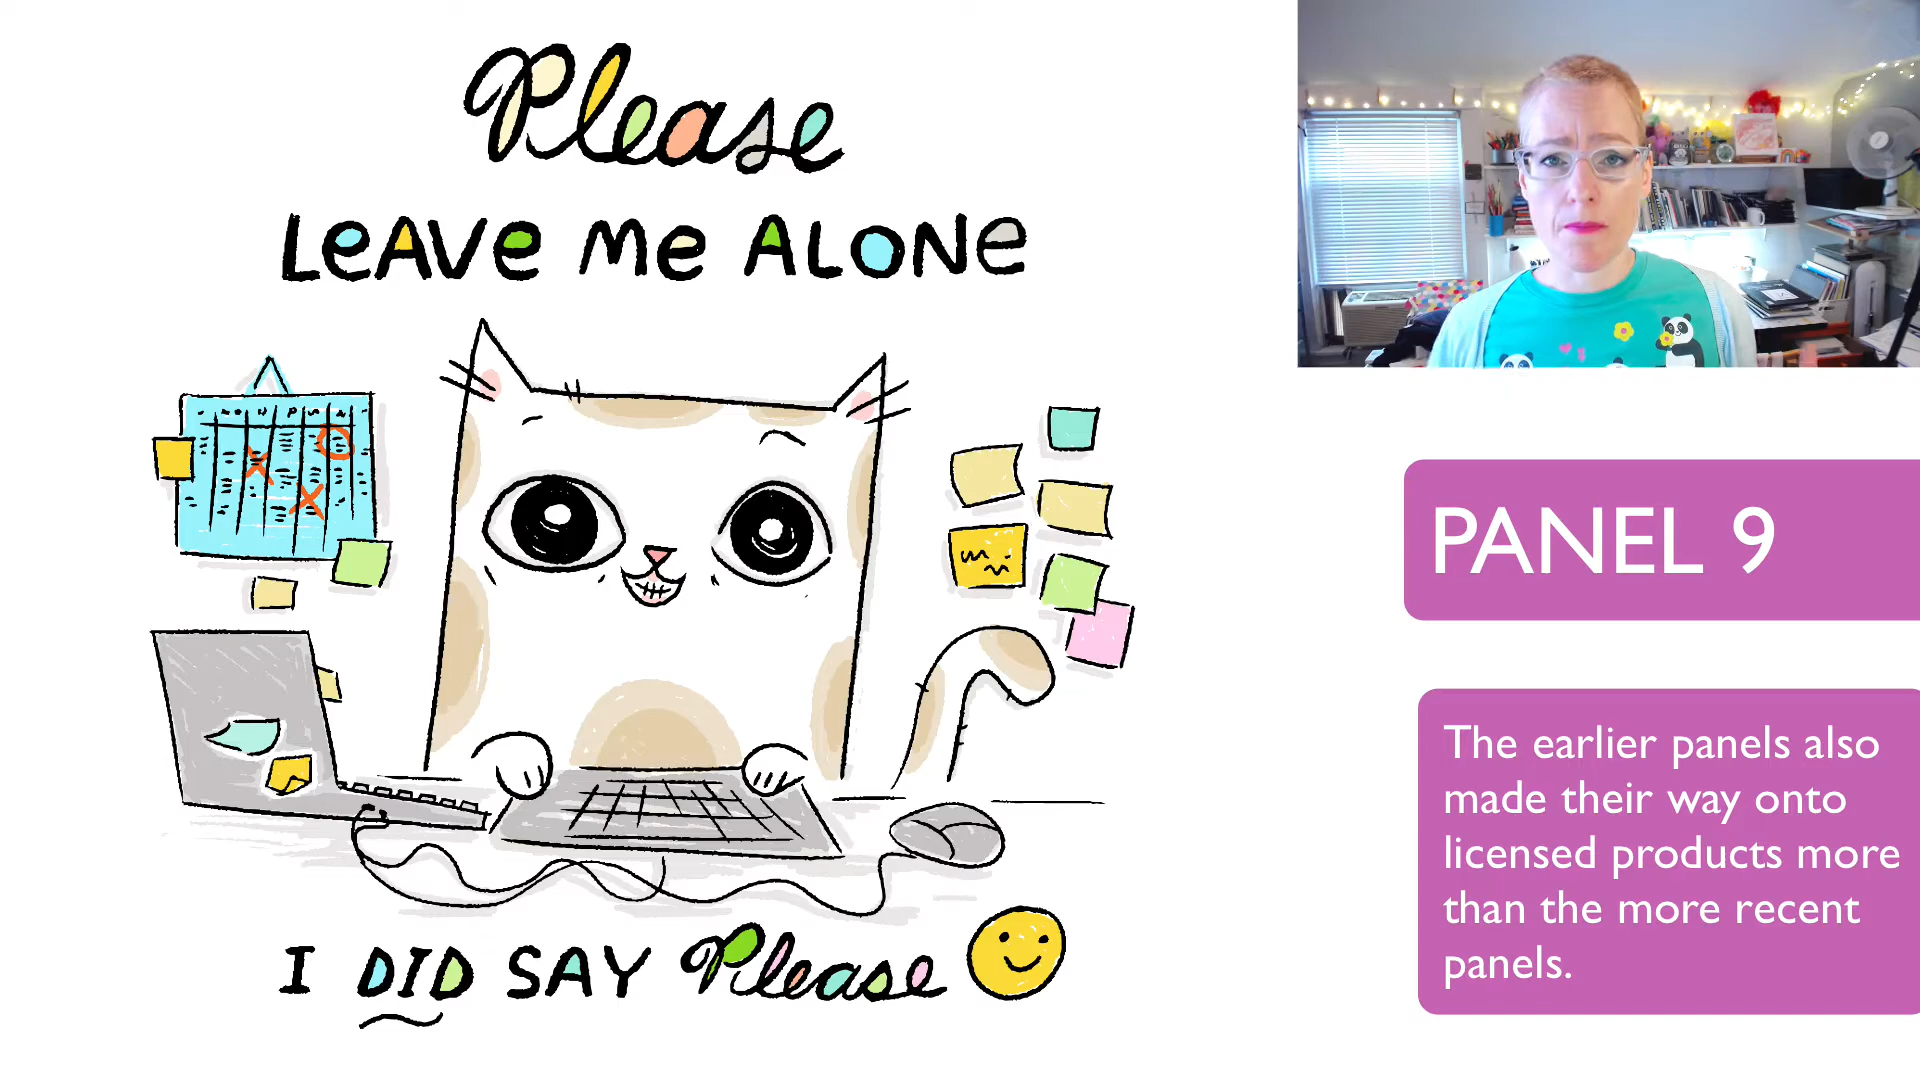 Please
LEAVE ME ALONE
I DID SAY Please
PANEL 9
The earlier panels also
made their way onto
licensed products more
than the more recent
panels.